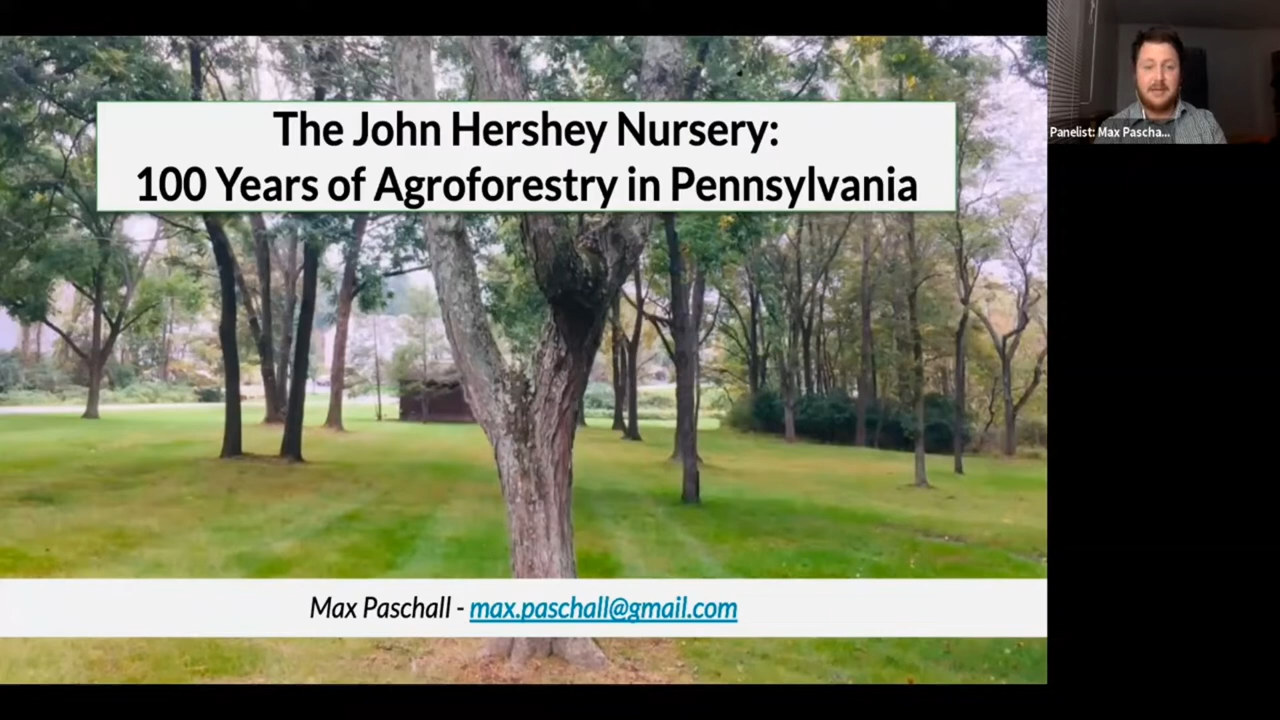 The John Hershey Nursery:
100 Years of Agroforestry in Pennsylvania
Max Paschall - max.paschall@gmail.com
Panelist: Max Pascha...